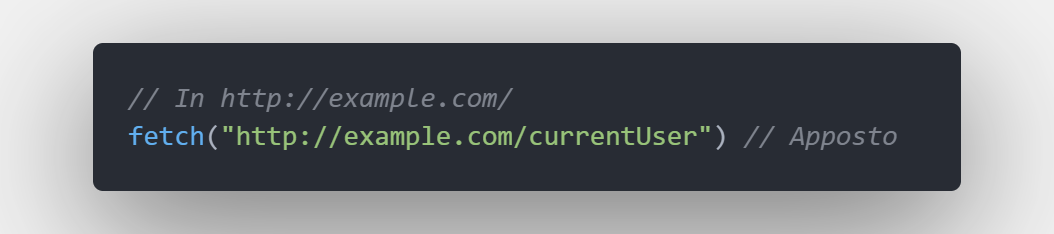 // In http://example.com/
fetch("http://example.com/currentUser") // Apposto